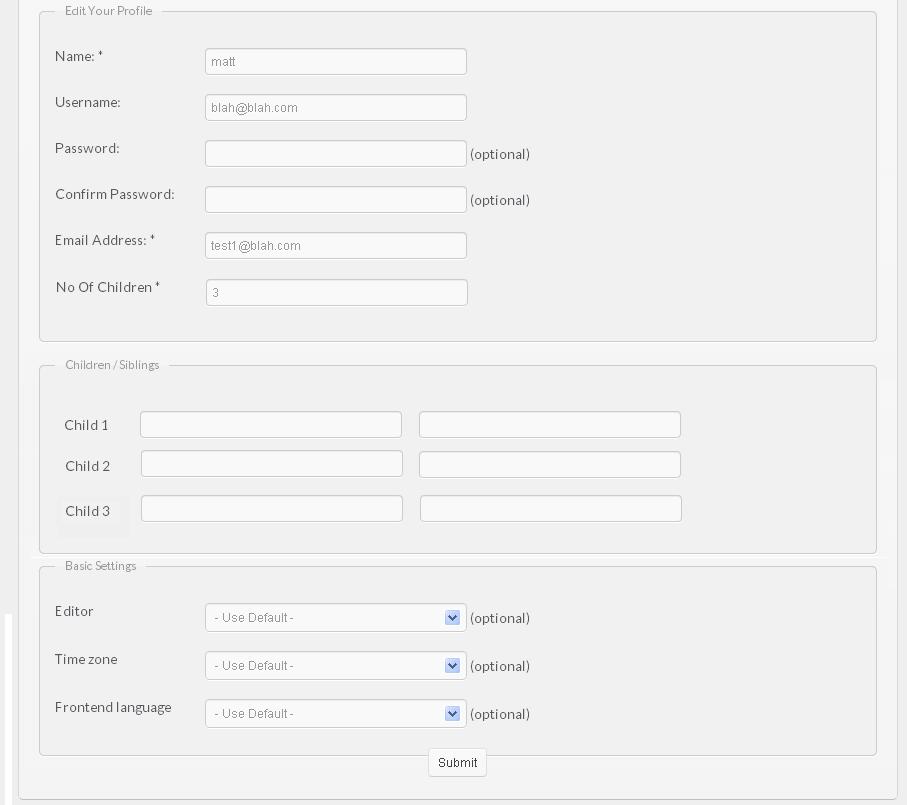 Edit Your Profile
Name: * matt
Username: blah@blah.com
Password: (optional)
Confirm Password: (optional)
Email Address: * test1@blah.com
No Of Children * 3
Children / Siblings
Child 1
Child 2
Child 3
Basic Settings
Editor - Use Default - (optional)
Time zone - Use Default - (optional)
Frontend language - Use Default - (optional)
Submit